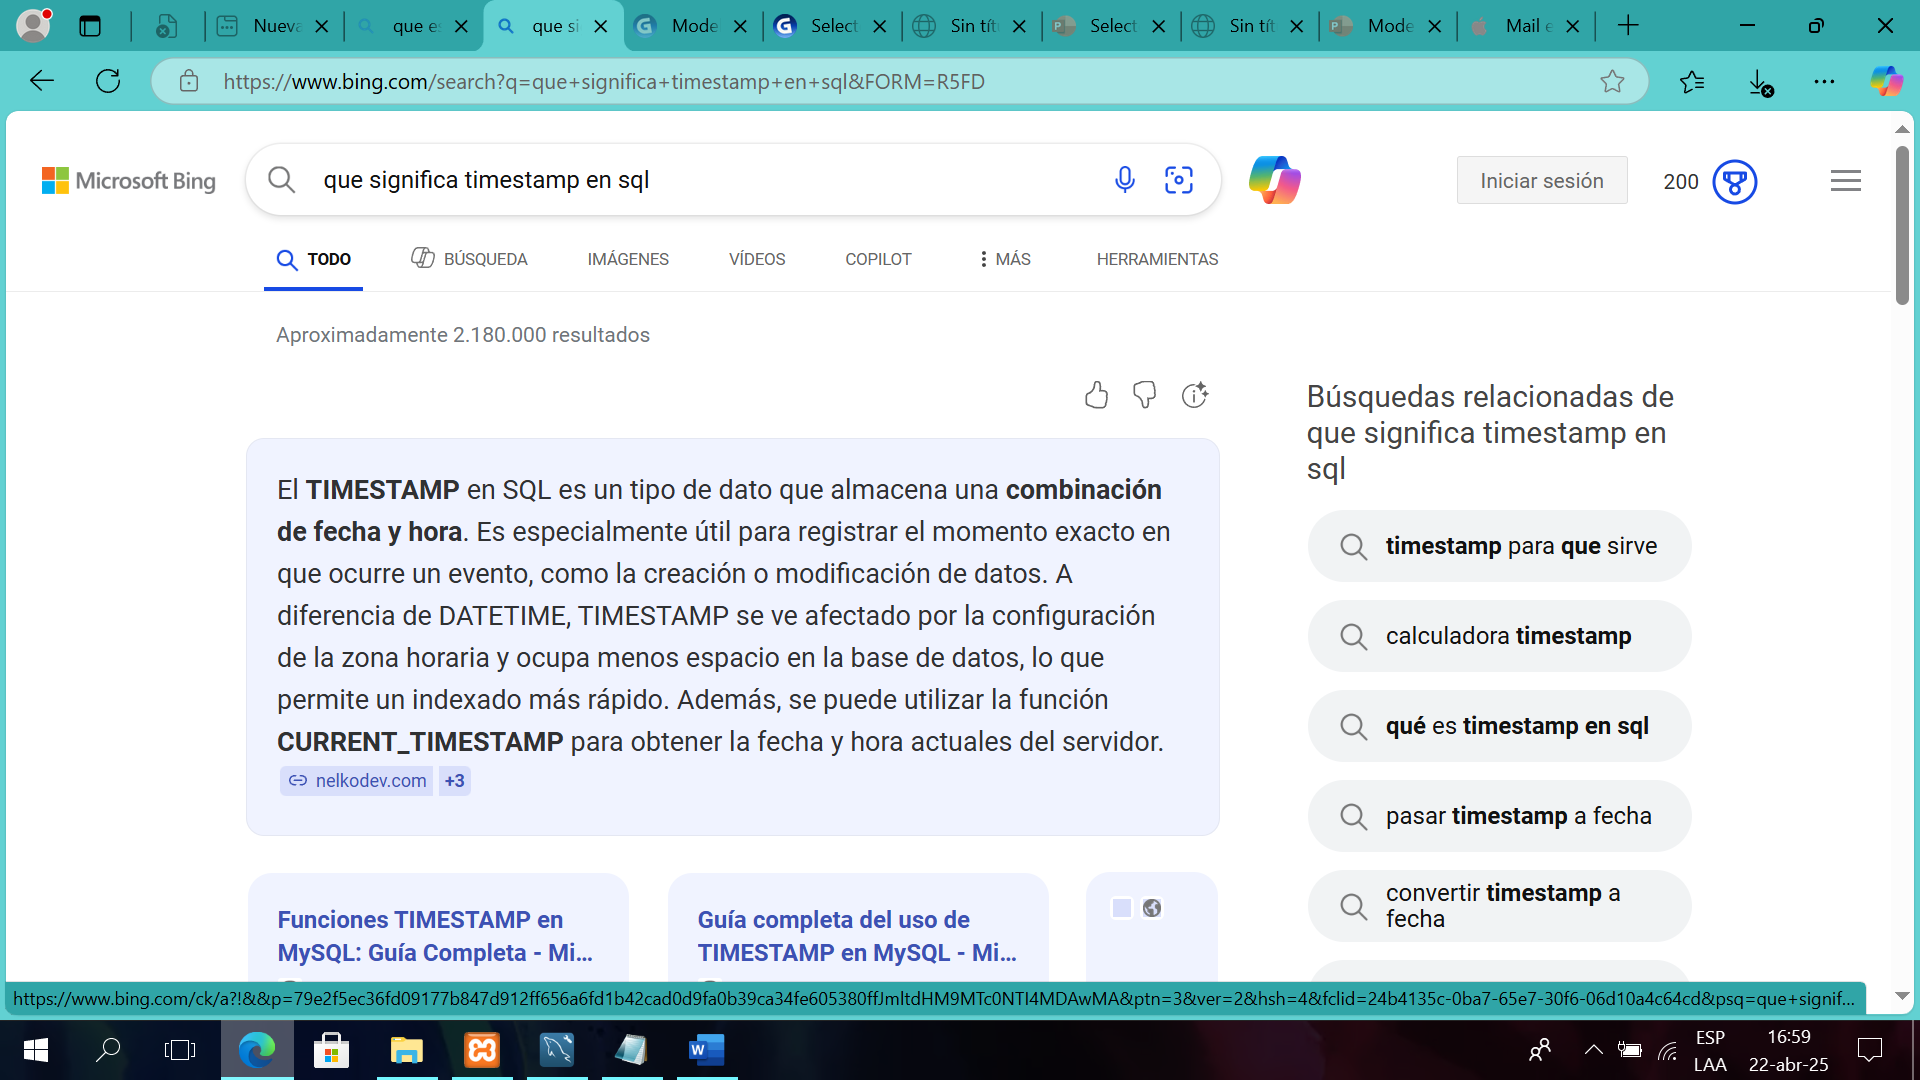 Nueva
que es
que si
Mode
Select
Sin tít
Select
Sin tít
Mode
Mail e
https://www.bing.com/search?q=que+significa+timestamp+en+sql&FORM=R5FD
Microsoft Bing
que significa timestamp en sql
Iniciar sesión
200
TODO
BÚSQUEDA
IMÁGENES
VÍDEOS
COPILOT
MÁS
HERRAMIENTAS
Aproximadamente 2.180.000 resultados
El TIMESTAMP en SQL es un tipo de dato que almacena una combinación
de fecha y hora. Es especialmente útil para registrar el momento exacto en
que ocurre un evento, como la creación o modificación de datos. A
diferencia de DATETIME, TIMESTAMP se ve afectado por la configuración
de la zona horaria y ocupa menos espacio en la base de datos, lo que
permite un indexado más rápido. Además, se puede utilizar la función
CURRENT_TIMESTAMP para obtener la fecha y hora actuales del servidor.
nelkodev.com +3
Funciones TIMESTAMP en
MySQL: Guía Completa - Mi...
Guía completa del uso de
TIMESTAMP en MySQL - Mi...
Búsquedas relacionadas de
que significa timestamp en
sql
timestamp para que sirve
calculadora timestamp
qué es timestamp en sql
pasar timestamp a fecha
convertir timestamp a
fecha
https://www.bing.com/ck/a?!&&p=79e2f5ec36fd09177b847d912ff656a6fd1b42cad0d9fa0b39ca34fe605380ffJmltdHM9MTc0NTI4MDAwMA&ptn=3&ver=2&hsh=4&fclid=24b4135c-0ba7-65e7-30f6-06d10a4c64cd&psq=que+signif...
ESP
LAA
16:59
22-abr-25